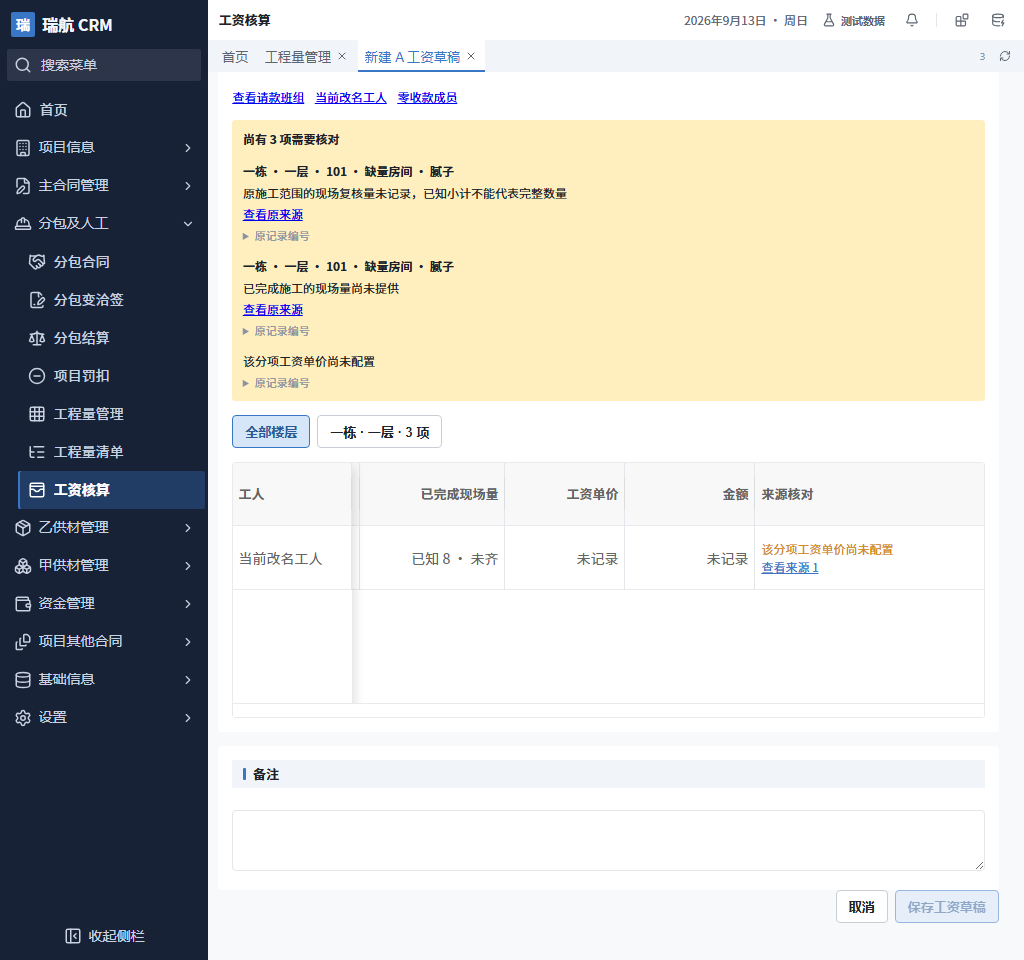 瑞 瑞航 CRM
搜索菜单
首页
项目信息
主合同管理
分包及人工
分包合同
分包变洽签
分包结算
项目罚扣
工程量管理
工程量清单
工资核算
乙供材管理
甲供材管理
资金管理
项目其他合同
基础信息
设置
收起侧栏
工资核算
2026年9月13日 · 周日 测试数据
首页 工程量管理 × 新建 A 工资草稿 × 3
查看请款班组 当前改名工人 零收款成员
尚有 3 项需要核对
一栋 · 一层 · 101 · 缺量房间 · 腻子
原施工范围的现场复核量未记录，已知小计不能代表完整数量
查看原来源
原记录编号
一栋 · 一层 · 101 · 缺量房间 · 腻子
已完成施工的现场量尚未提供
查看原来源
原记录编号
该分项工资单价尚未配置
原记录编号
全部楼层 一栋 · 一层 · 3 项
工人 已完成现场量 工资单价 金额 来源核对
当前改名工人 已知 8 · 未齐 未记录 未记录 该分项工资单价尚未配置
查看来源 1
备注
取消 保存工资草稿